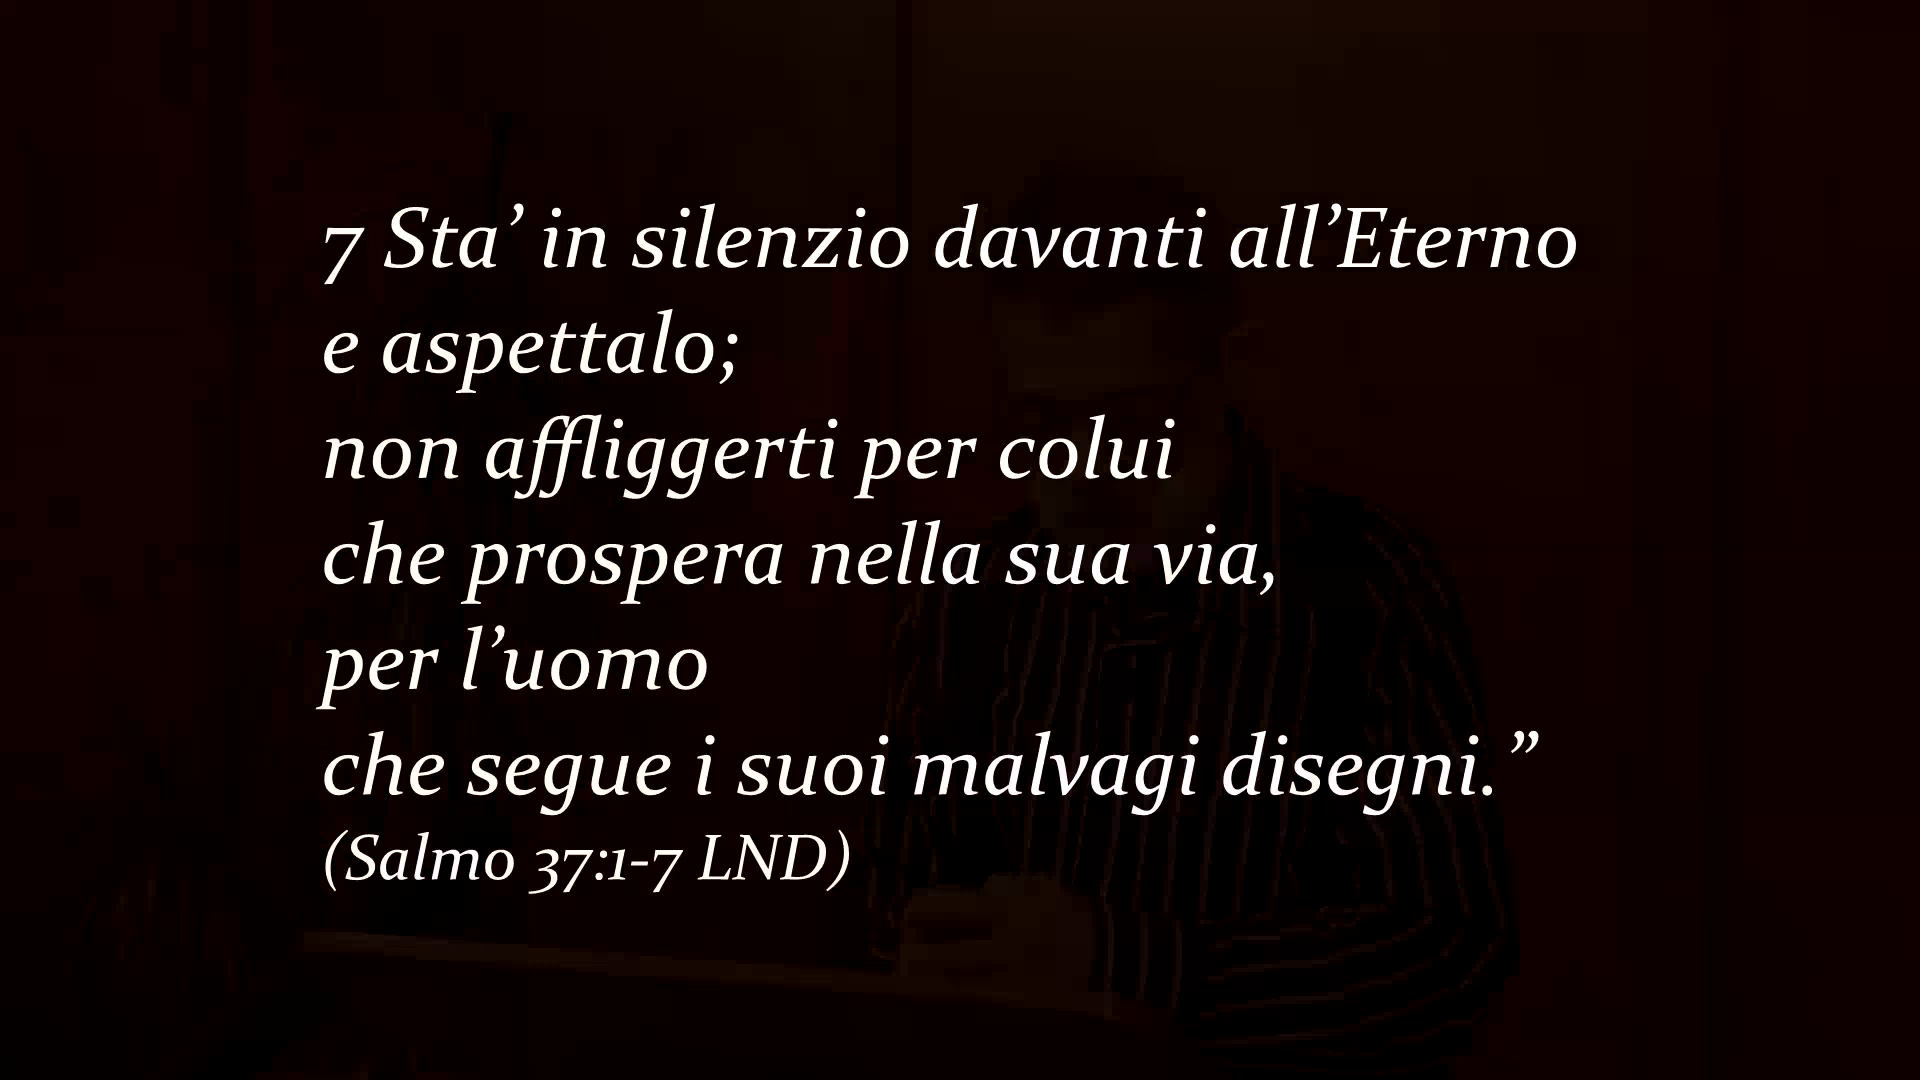 7 Sta’ in silenzio davanti all’Eterno
e aspettalo;
non affliggerti per colui
che prospera nella sua via,
per l’uomo
che segue i suoi malvagi disegni.”
(Salmo 37:1-7 LND)